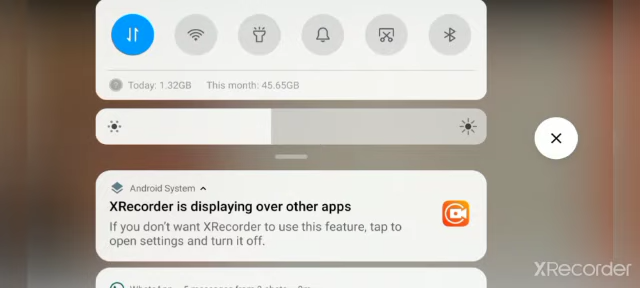 Today: 1.32GB This month: 45.65GB
Android System
XRecorder is displaying over other apps
If you don't want XRecorder to use this feature, tap to
open settings and turn it off.
XRecorder